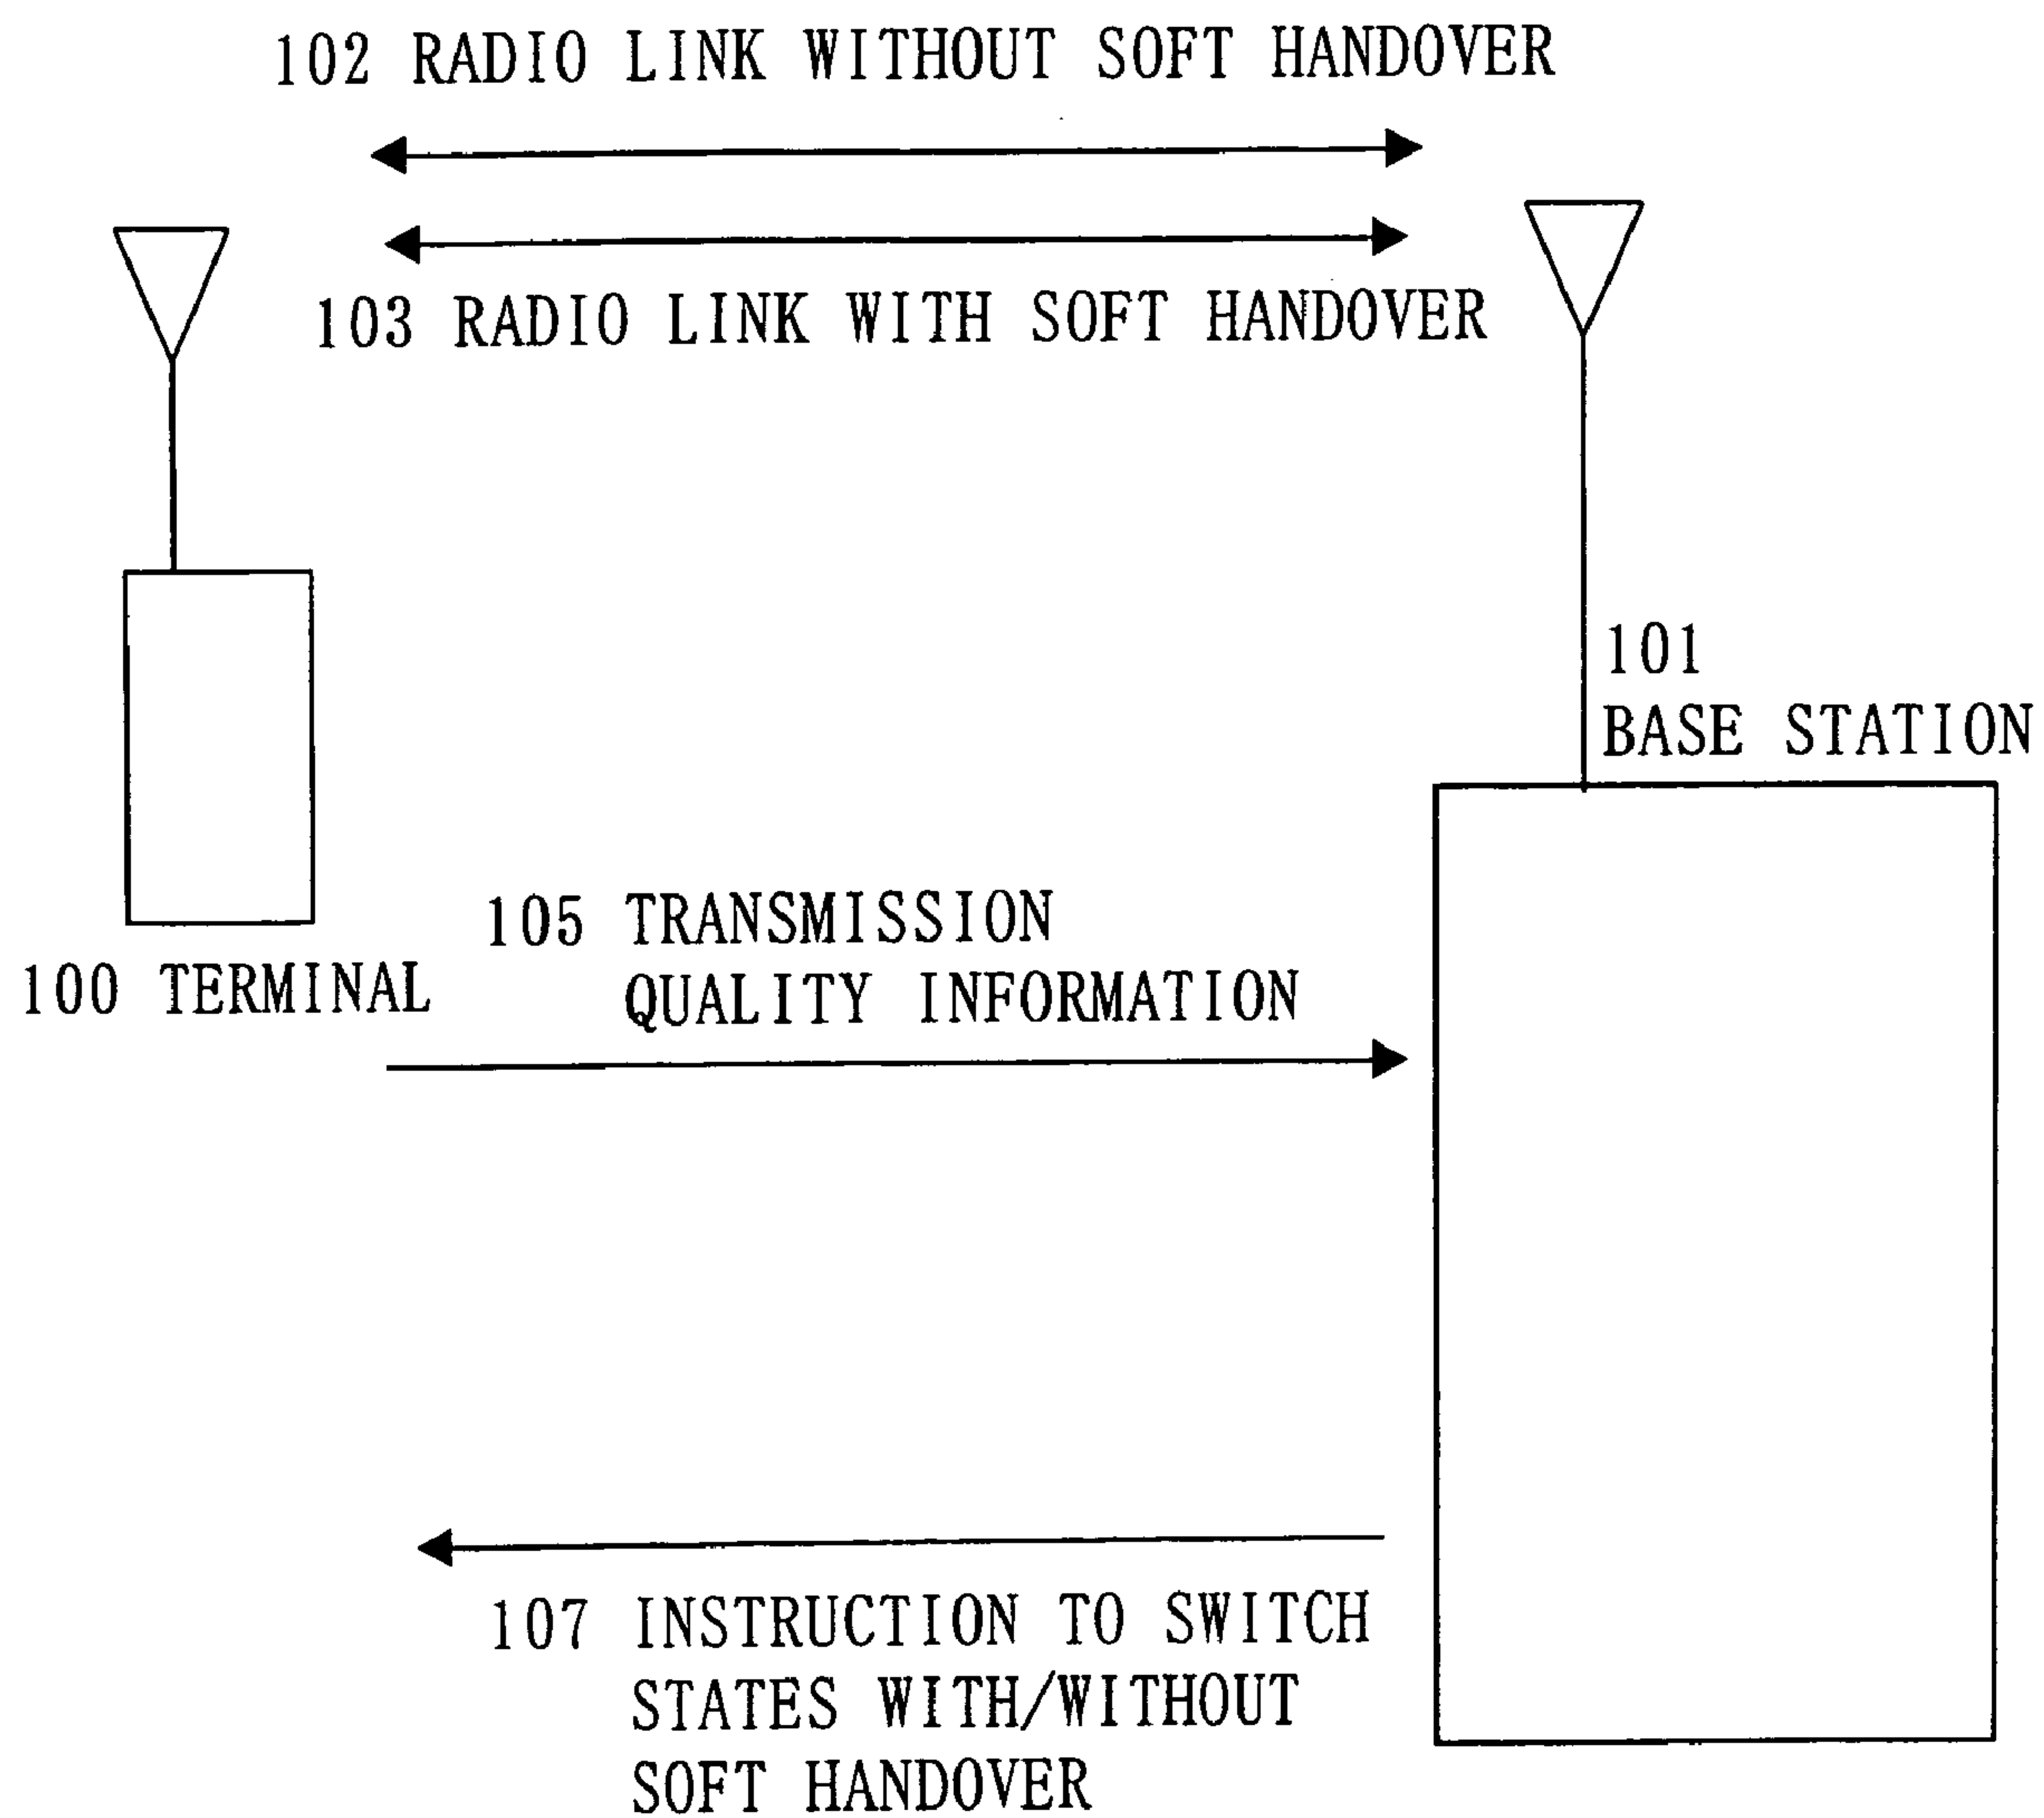 102 RADIO LINK WITHOUT SOFT HANDOVER
103 RADIO LINK WITH SOFT HANDOVER
101
BASE STATION
105 TRANSMISSION
QUALITY INFORMATION
100 TERMINAL
107 INSTRUCTION TO SWITCH
STATES WITH/WITHOUT
SOFT HANDOVER